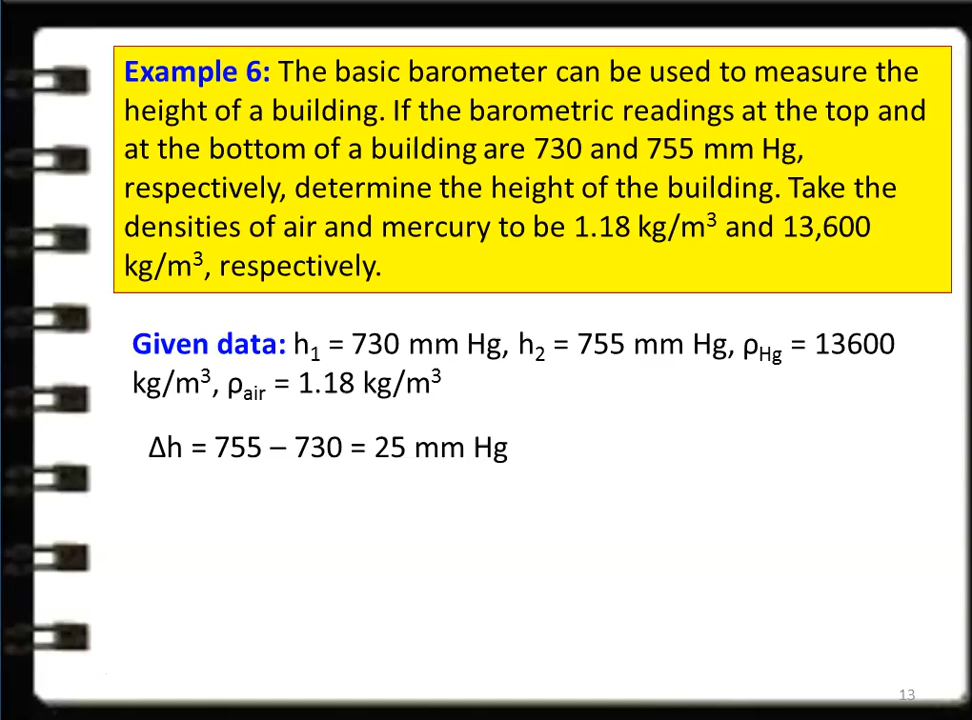 Example 6: The basic barometer can be used to measure the
height of a building. If the barometric readings at the top and
at the bottom of a building are 730 and 755 mm Hg,
respectively, determine the height of the building. Take the
densities of air and mercury to be 1.18 kg/m³ and 13,600
kg/m³, respectively.
Given data: h₁ = 730 mm Hg, h₂ = 755 mm Hg, ρHg = 13600
kg/m³, ρair = 1.18 kg/m³
Δh = 755 – 730 = 25 mm Hg
13